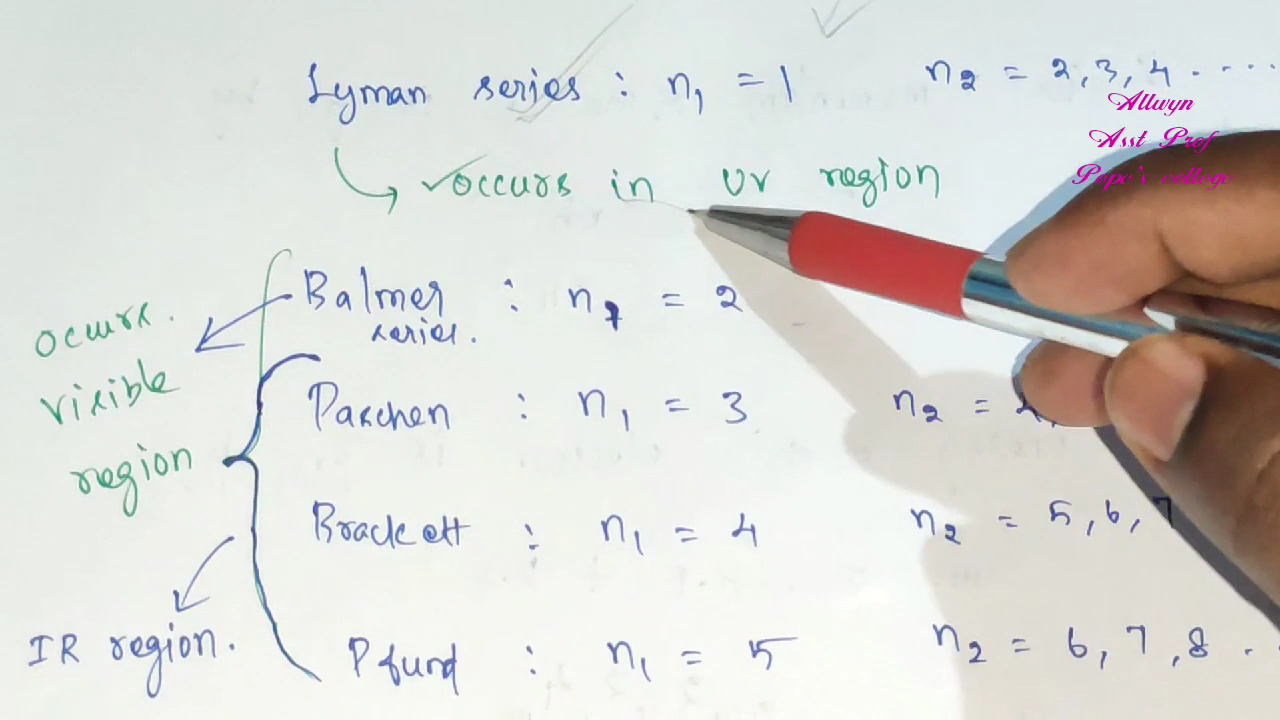 Lyman series : n₁ = 1 n₂ = 2, 3, 4 . . . . .
Allwyn
Asst Prof
Pope's college
✓occurs in UV region
Balmer : n₁ = 2
series.
occurs.
visible
region
Paschen : n₁ = 3 n₂ =
Brackett : n₁ = 4 n₂ = 5, 6, 7
IR region.
Pfund : n₁ = 5 n₂ = 6, 7, 8 . .